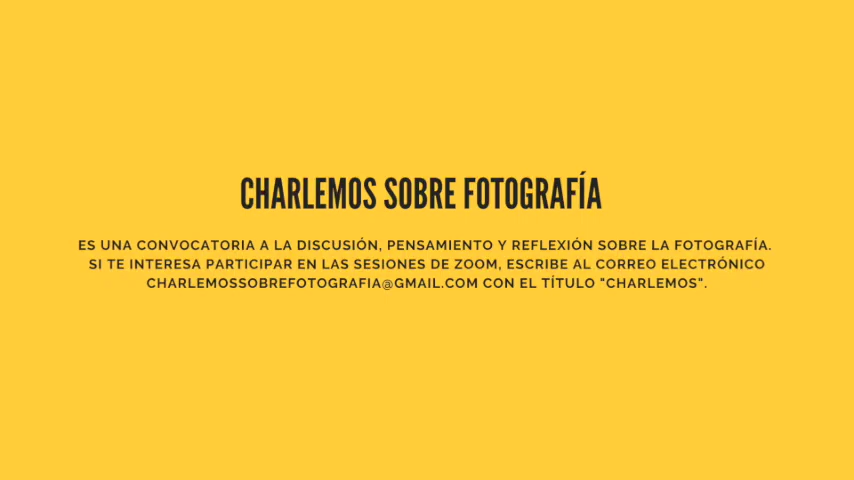 CHARLEMOS SOBRE FOTOGRAFÍA
ES UNA CONVOCATORIA A LA DISCUSIÓN, PENSAMIENTO Y REFLEXIÓN SOBRE LA FOTOGRAFÍA.
SI TE INTERESA PARTICIPAR EN LAS SESIONES DE ZOOM, ESCRIBE AL CORREO ELECTRÓNICO
CHARLEMOSSOBREFOTOGRAFIA@GMAIL.COM CON EL TÍTULO "CHARLEMOS".